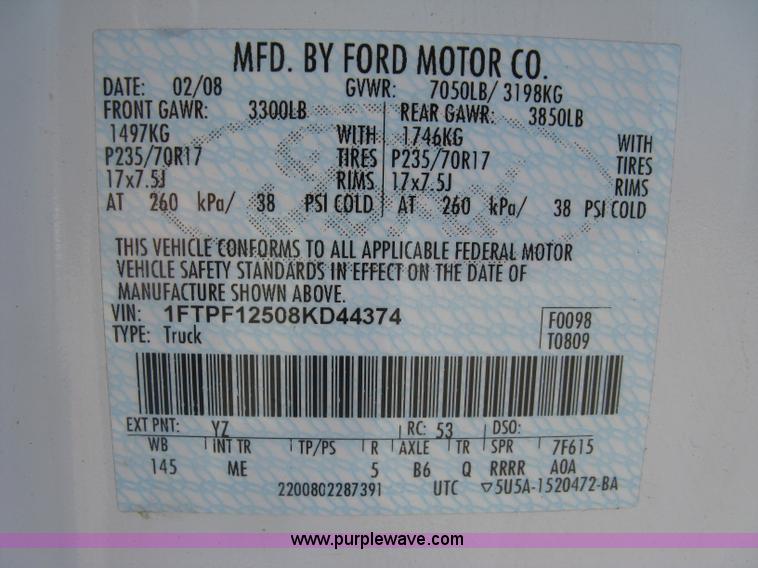 MFD. BY FORD MOTOR CO.
DATE: 02/08 GVWR: 7050LB/ 3198KG
FRONT GAWR: 3300LB REAR GAWR: 3850LB
1497KG WITH 1746KG WITH
P235/70R17 TIRES P235/70R17 TIRES
17x7.5J RIMS 17x7.5J RIMS
AT 260 kPa/ 38 PSI COLD AT 260 kPa/ 38 PSI COLD
THIS VEHICLE CONFORMS TO ALL APPLICABLE FEDERAL MOTOR
VEHICLE SAFETY STANDARDS IN EFFECT ON THE DATE OF
MANUFACTURE SHOWN ABOVE.
VIN: 1FTPF12508KD44374 F0098
TYPE: Truck T0809
EXT PNT: YZ RC: 53 DSO:
WB INT TR TP/PS R AXLE TR SPR 7F615
145 ME 5 B6 Q RRRR A0A
2200802287391 UTC ▽5U5A-1520472-BA
www.purplewave.com